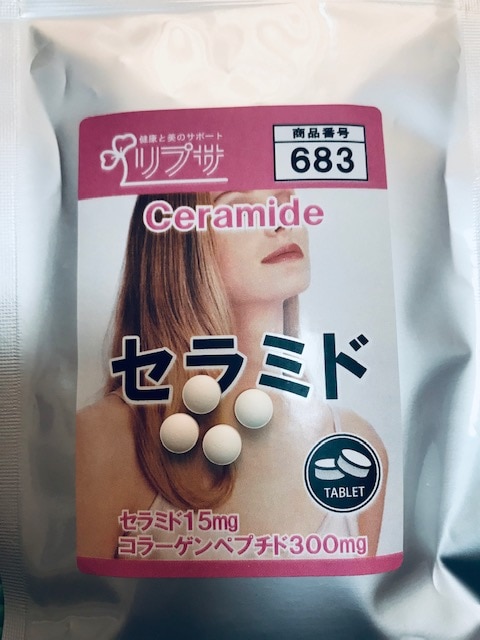 健康と美のサポート
リプサ
商品番号
683
Ceramide
セラミド
TABLET
セラミド15mg
コラーゲンペプチド300mg